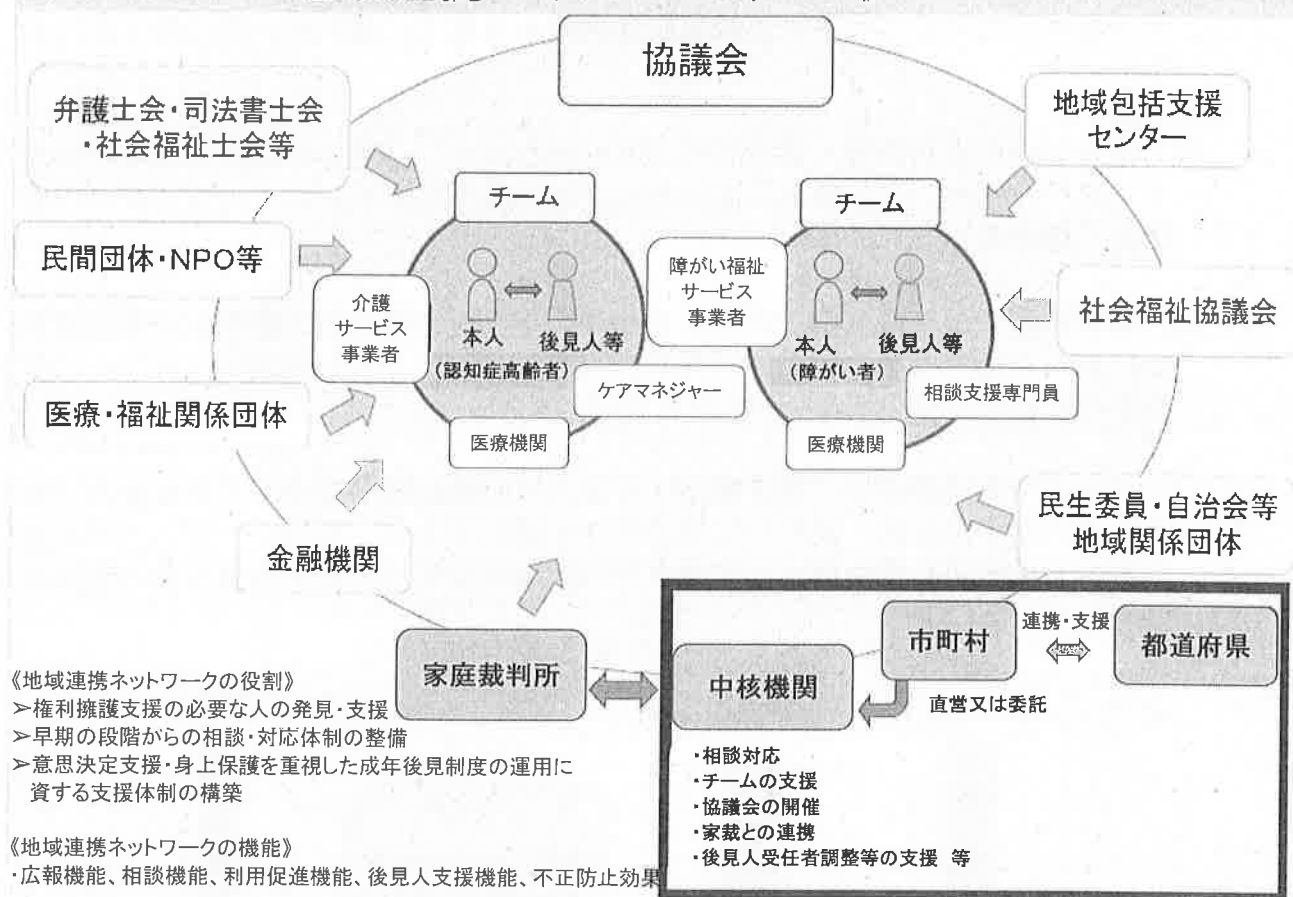 協議会
弁護士会・司法書士会
・社会福祉士会等
地域包括支援
センター
チーム
チーム
民間団体・NPO等
障がい福祉
サービス
事業者
介護
サービス
事業者
社会福祉協議会
本人
後見人等
(認知症高齢者)
本人
後見人等
(障がい者)
ケアマネジャー
相談支援専門員
医療・福祉関係団体
医療機関
医療機関
民生委員・自治会等
地域関係団体
金融機関
家庭裁判所
中核機関
市町村
連携・支援
都道府県
直営又は委託
・相談対応
・チームの支援
・協議会の開催
・家裁との連携
・後見人受任者調整等の支援 等
《地域連携ネットワークの役割》
➢権利擁護支援の必要な人の発見・支援
➢早期の段階からの相談・対応体制の整備
➢意思決定支援・身上保護を重視した成年後見制度の運用に
資する支援体制の構築
《地域連携ネットワークの機能》
・広報機能、相談機能、利用促進機能、後見人支援機能、不正防止効果